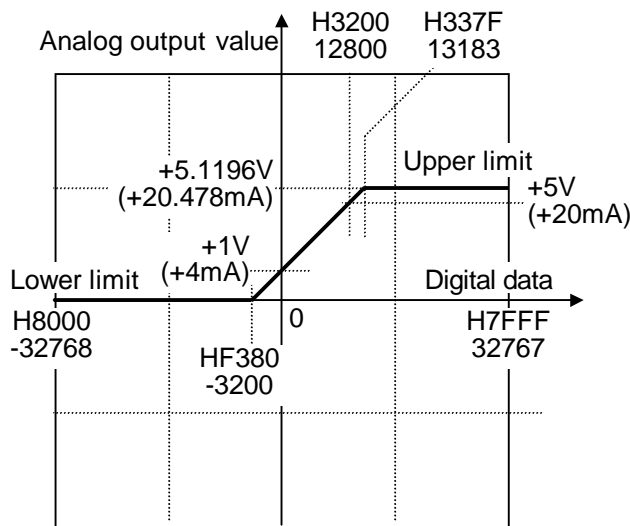 H3200
12800
H337F
13183
Analog output value
+5.1196V
(+20.478mA)
Upper limit
+5V
(+20mA)
+1V
(+4mA)
Lower limit
Digital data
H8000
-32768
0
H7FFF
32767
HF380
-3200